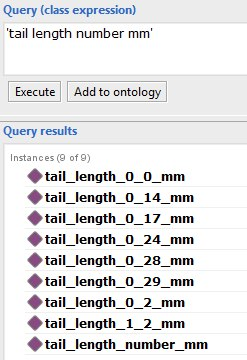 Query (class expression)
'tail length number mm'
Execute
Add to ontology
Query results
Instances (9 of 9)
tail_length_0_0_mm
tail_length_0_14_mm
tail_length_0_17_mm
tail_length_0_24_mm
tail_length_0_28_mm
tail_length_0_29_mm
tail_length_0_2_mm
tail_length_1_2_mm
tail_length_number_mm